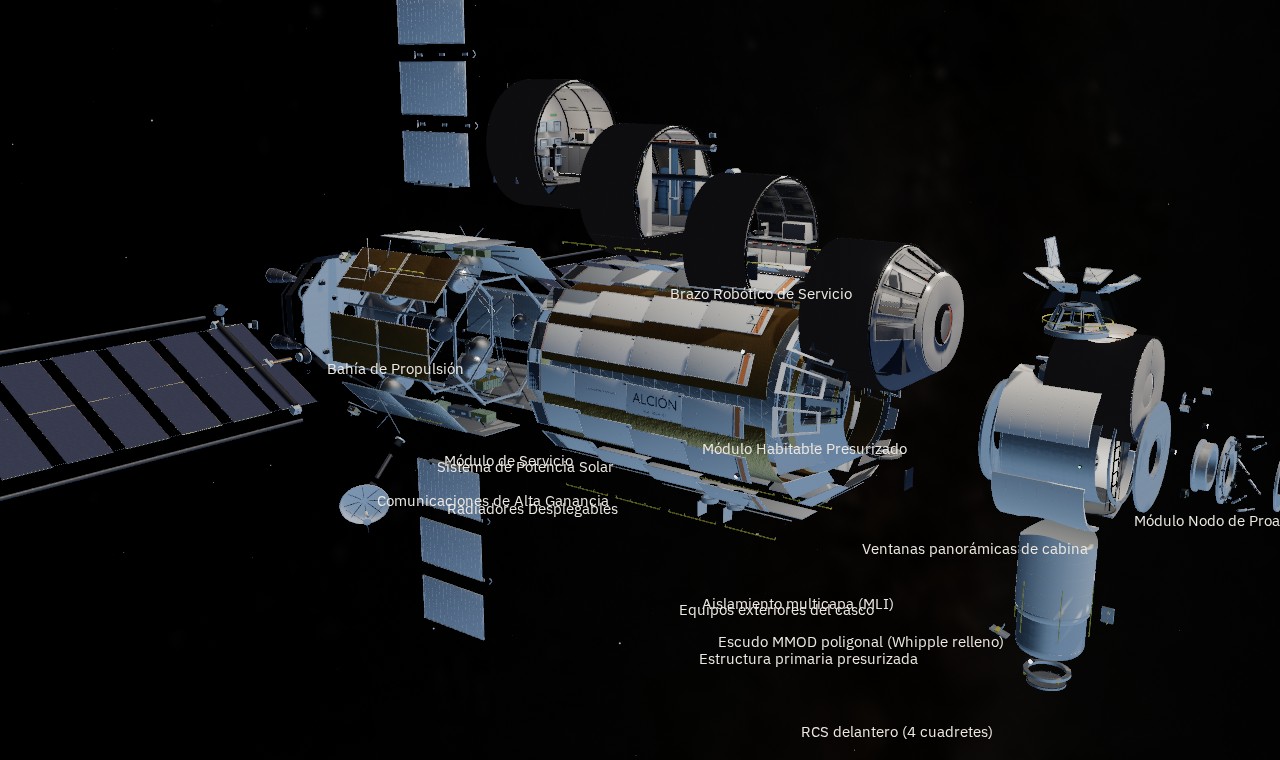 Brazo Robótico de Servicio
Bahía de Propulsión
ALCIÓN
Módulo Habitable Presurizado
Módulo de Servicio
Sistema de Potencia Solar
Comunicaciones de Alta Ganancia
Radiadores Desplegables
Módulo Nodo de Proa
Ventanas panorámicas de cabina
Aislamiento multicapa (MLI)
Equipos exteriores del casco
Escudo MMOD poligonal (Whipple relleno)
Estructura primaria presurizada
RCS delantero (4 cuadretes)